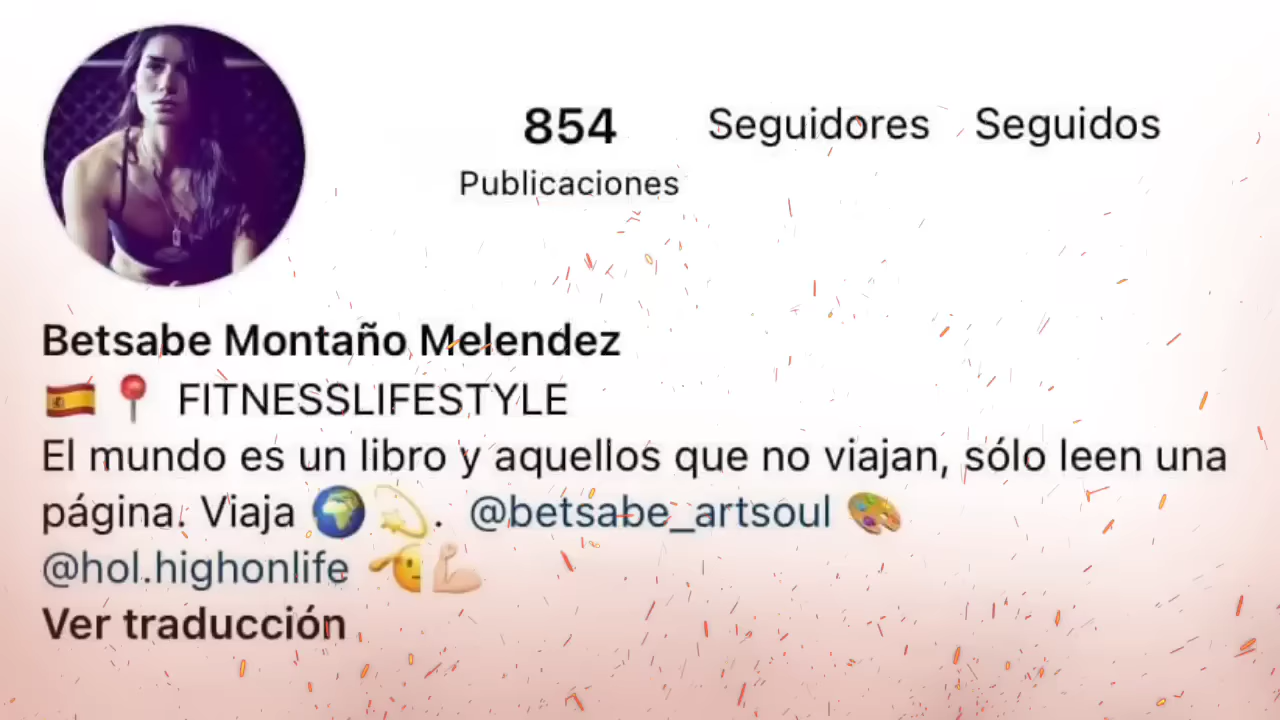 854 Seguidores Seguidos
Publicaciones
Betsabe Montaño Melendez
🇪🇸 📍 FITNESSLIFESTYLE
El mundo es un libro y aquellos que no viajan, sólo leen una
página. Viaja 🌍 💫. @betsabe_artsoul 🎨
@hol.highonlife 🫡💪🏻
Ver traducción